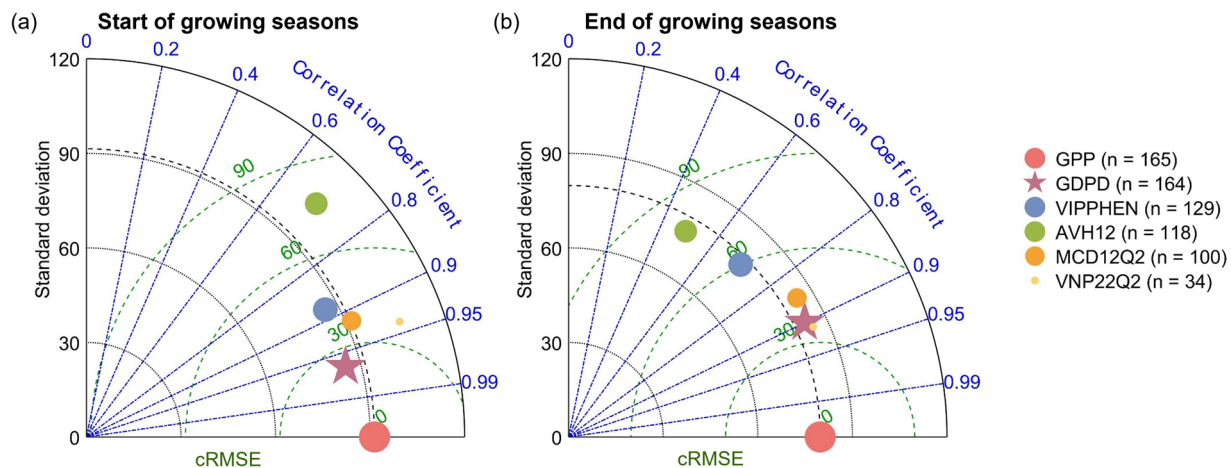 (a) Start of growing seasons
0
0.2
0.4
0.6
0.8
0.9
0.95
0.99
Correlation Coefficient
120
90
60
30
0
Standard deviation
90
60
30
0
cRMSE
(b) End of growing seasons
0
0.2
0.4
0.6
0.8
0.9
0.95
0.99
Correlation Coefficient
120
90
60
30
0
Standard deviation
90
60
30
0
cRMSE
GPP (n = 165)
GDPD (n = 164)
VIPPHEN (n = 129)
AVH12 (n = 118)
MCD12Q2 (n = 100)
VNP22Q2 (n = 34)